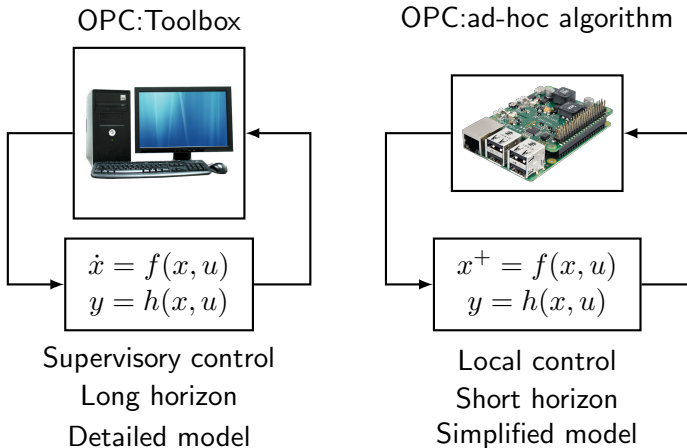 OPC:Toolbox
ẋ = f(x, u)
y = h(x, u)
Supervisory control
Long horizon
Detailed model
OPC:ad-hoc algorithm
x⁺ = f(x, u)
y = h(x, u)
Local control
Short horizon
Simplified model